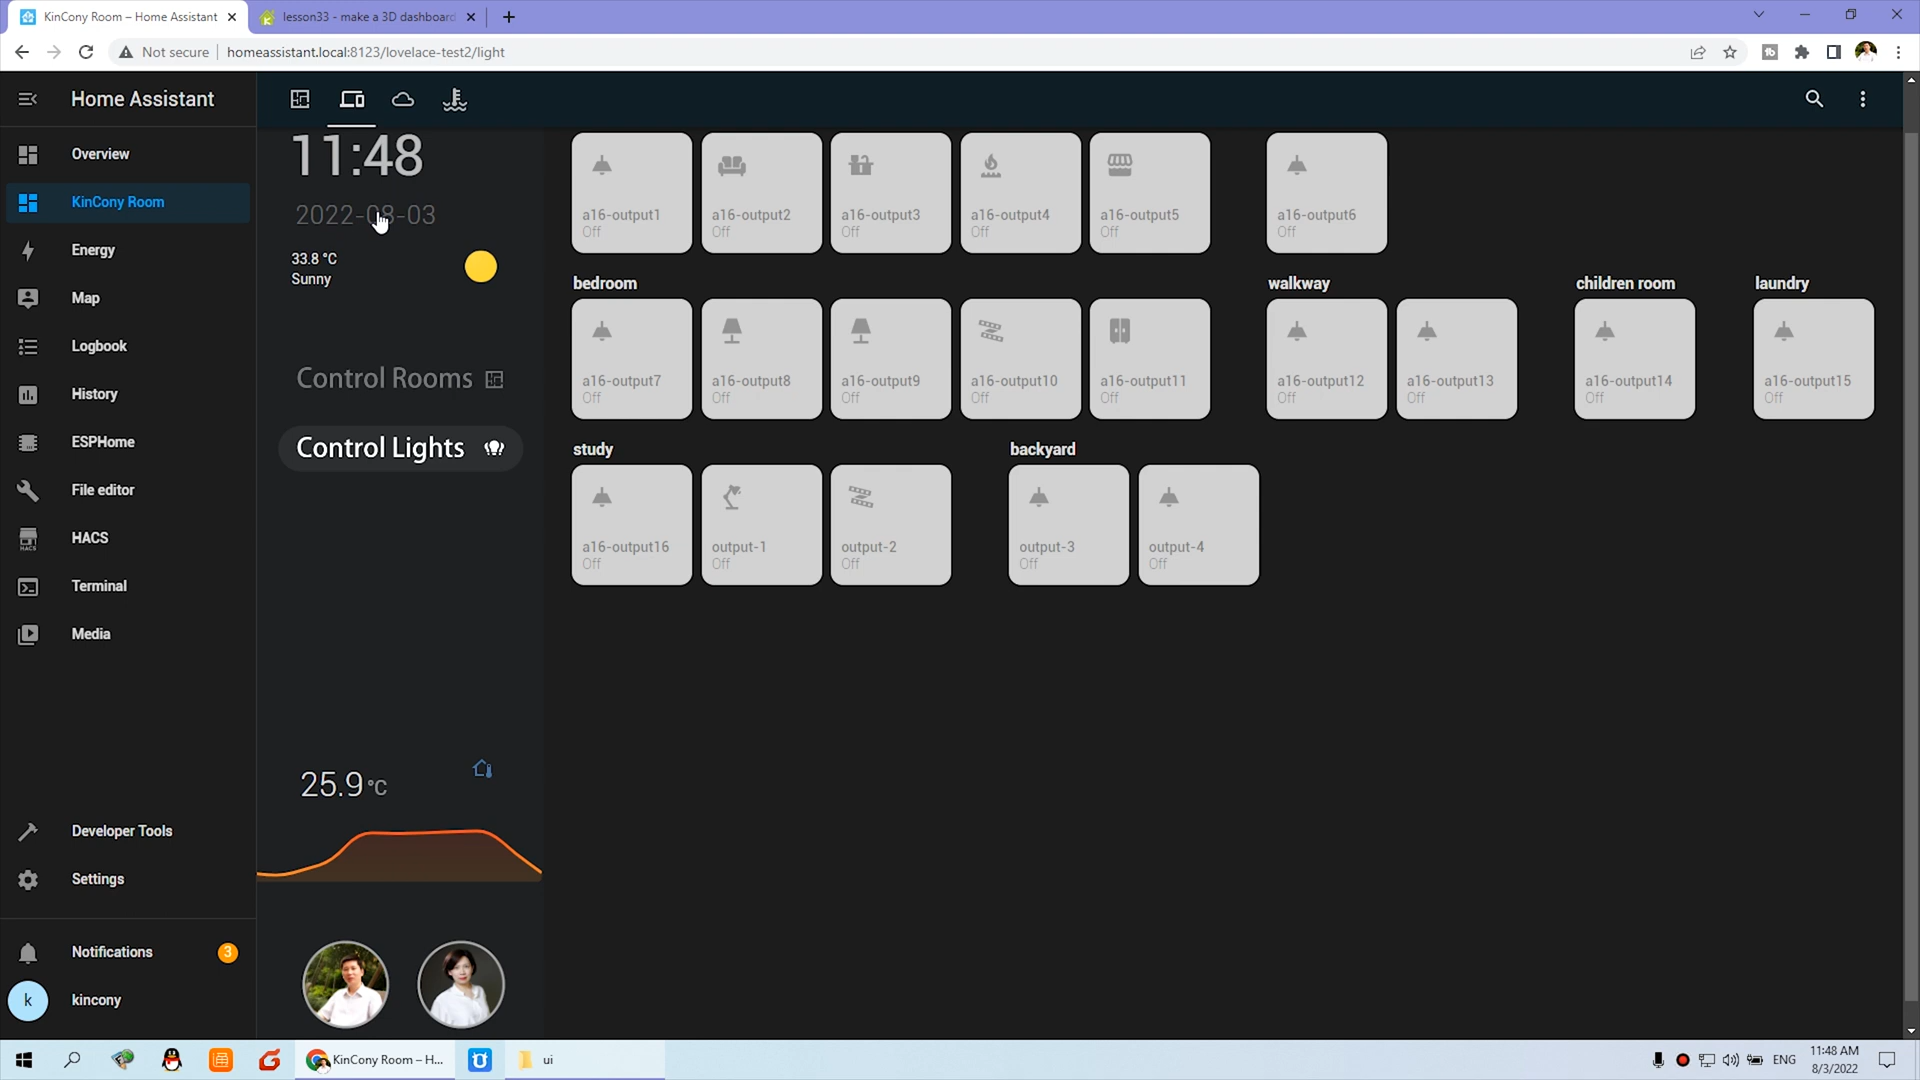 KinCony Room – Home Assistant
lesson33 - make a 3D dashboard
Not secure
homeassistant.local:8123/lovelace-test2/light
Home Assistant
Overview
KinCony Room
Energy
Map
Logbook
History
ESPHome
File editor
HACS
HACS
Terminal
Media
Developer Tools
Settings
Notifications
3
k
kincony
11:48
2022-08-03
33.8 °C
Sunny
Control Rooms
Control Lights
25.9 °C
a16-output1
Off
a16-output2
Off
a16-output3
Off
a16-output4
Off
a16-output5
Off
a16-output6
Off
bedroom
walkway
children room
laundry
a16-output7
Off
a16-output8
Off
a16-output9
Off
a16-output10
Off
a16-output11
Off
a16-output12
Off
a16-output13
Off
a16-output14
Off
a16-output15
Off
study
backyard
a16-output16
Off
output-1
Off
output-2
Off
output-3
Off
output-4
Off
KinCony Room – H...
ui
ENG
11:48 AM
8/3/2022